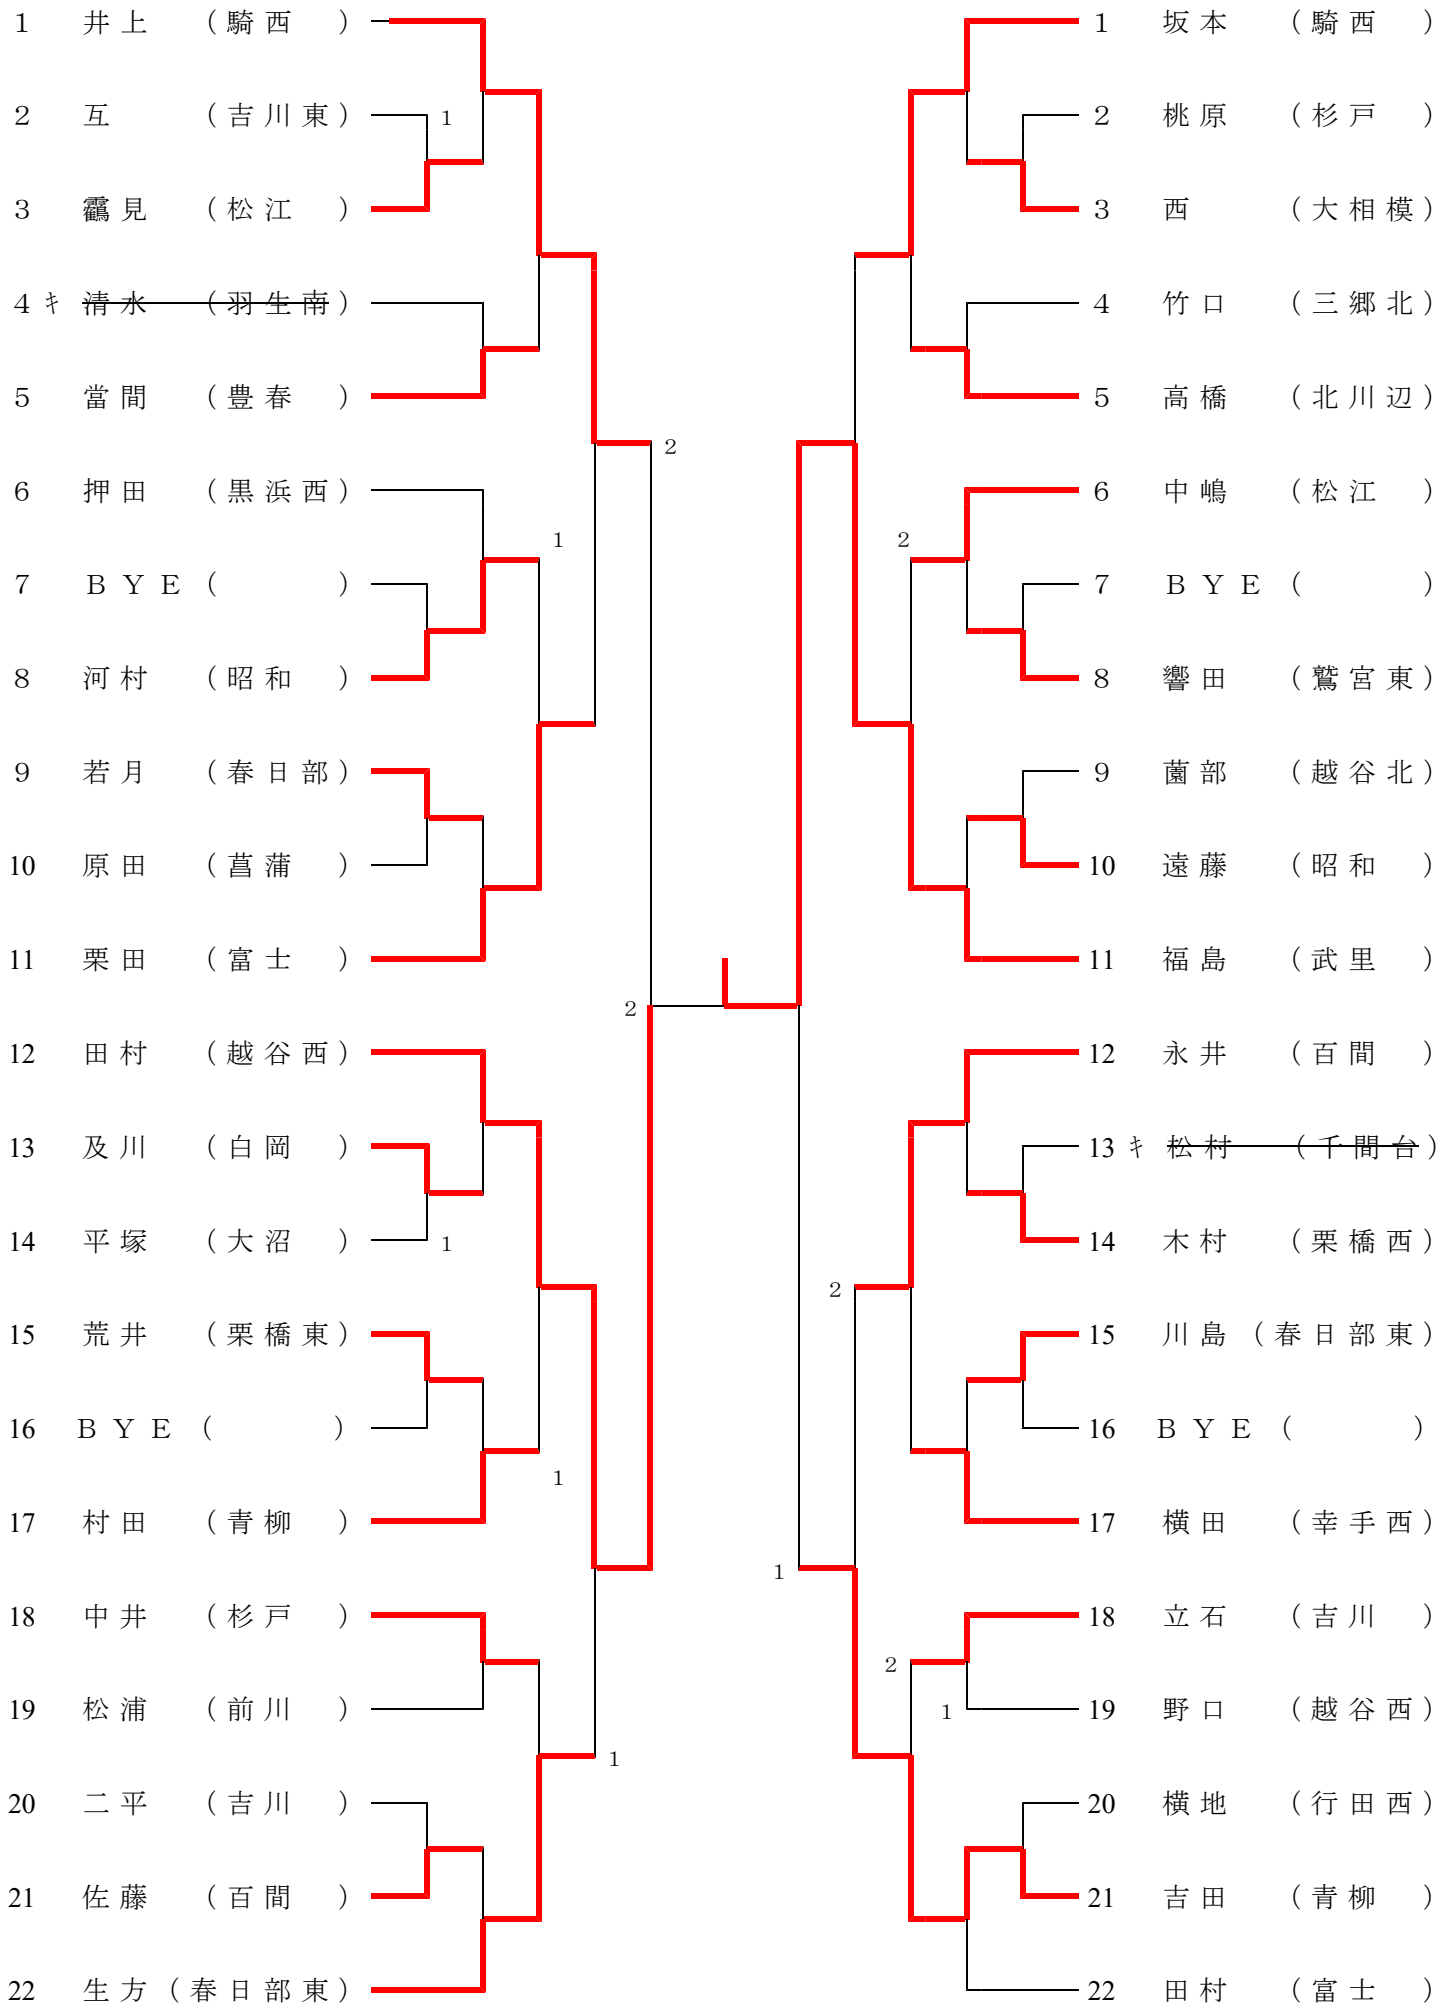 1 井上 （騎西 ）
2 互 （吉川東）
1
3 靏見 （松江 ）
4 ｷ 清水 （羽生南）
5 當間 （豊春 ）
2
6 押田 （黒浜西）
1
7 ＢＹＥ（ ）
8 河村 （昭和 ）
9 若月 （春日部）
10 原田 （菖蒲 ）
11 栗田 （富士 ）
2
12 田村 （越谷西）
13 及川 （白岡 ）
14 平塚 （大沼 ）
1
15 荒井 （栗橋東）
16 ＢＹＥ（ ）
1
17 村田 （青柳 ）
18 中井 （杉戸 ）
19 松浦 （前川 ）
1
20 二平 （吉川 ）
21 佐藤 （百間 ）
22 生方（春日部東）
1 坂本 （騎西 ）
2 桃原 （杉戸 ）
3 西 （大相模）
4 竹口 （三郷北）
5 高橋 （北川辺）
6 中嶋 （松江 ）
2
7 ＢＹＥ （ ）
8 響田 （鷲宮東）
9 薗部 （越谷北）
10 遠藤 （昭和 ）
11 福島 （武里 ）
12 永井 （百間 ）
13 ｷ 松村 （千間台）
14 木村 （栗橋西）
2
15 川島 （春日部東）
16 ＢＹＥ （ ）
17 横田 （幸手西）
1
18 立石 （吉川 ）
2
19 野口 （越谷西）
1
20 横地 （行田西）
21 吉田 （青柳 ）
22 田村 （富士 ）